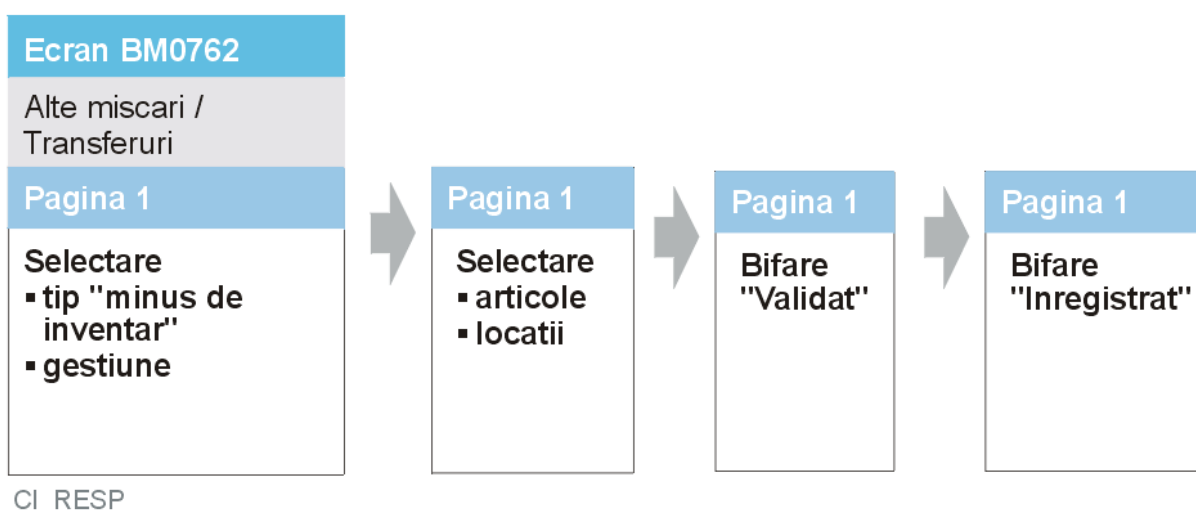 Ecran BM0762
Alte miscari /
Transferuri
Pagina 1
Selectare
▪ tip "minus de
inventar"
▪ gestiune
Pagina 1
Selectare
▪ articole
▪ locatii
Pagina 1
Bifare
"Validat"
Pagina 1
Bifare
"Inregistrat"
CI RESP